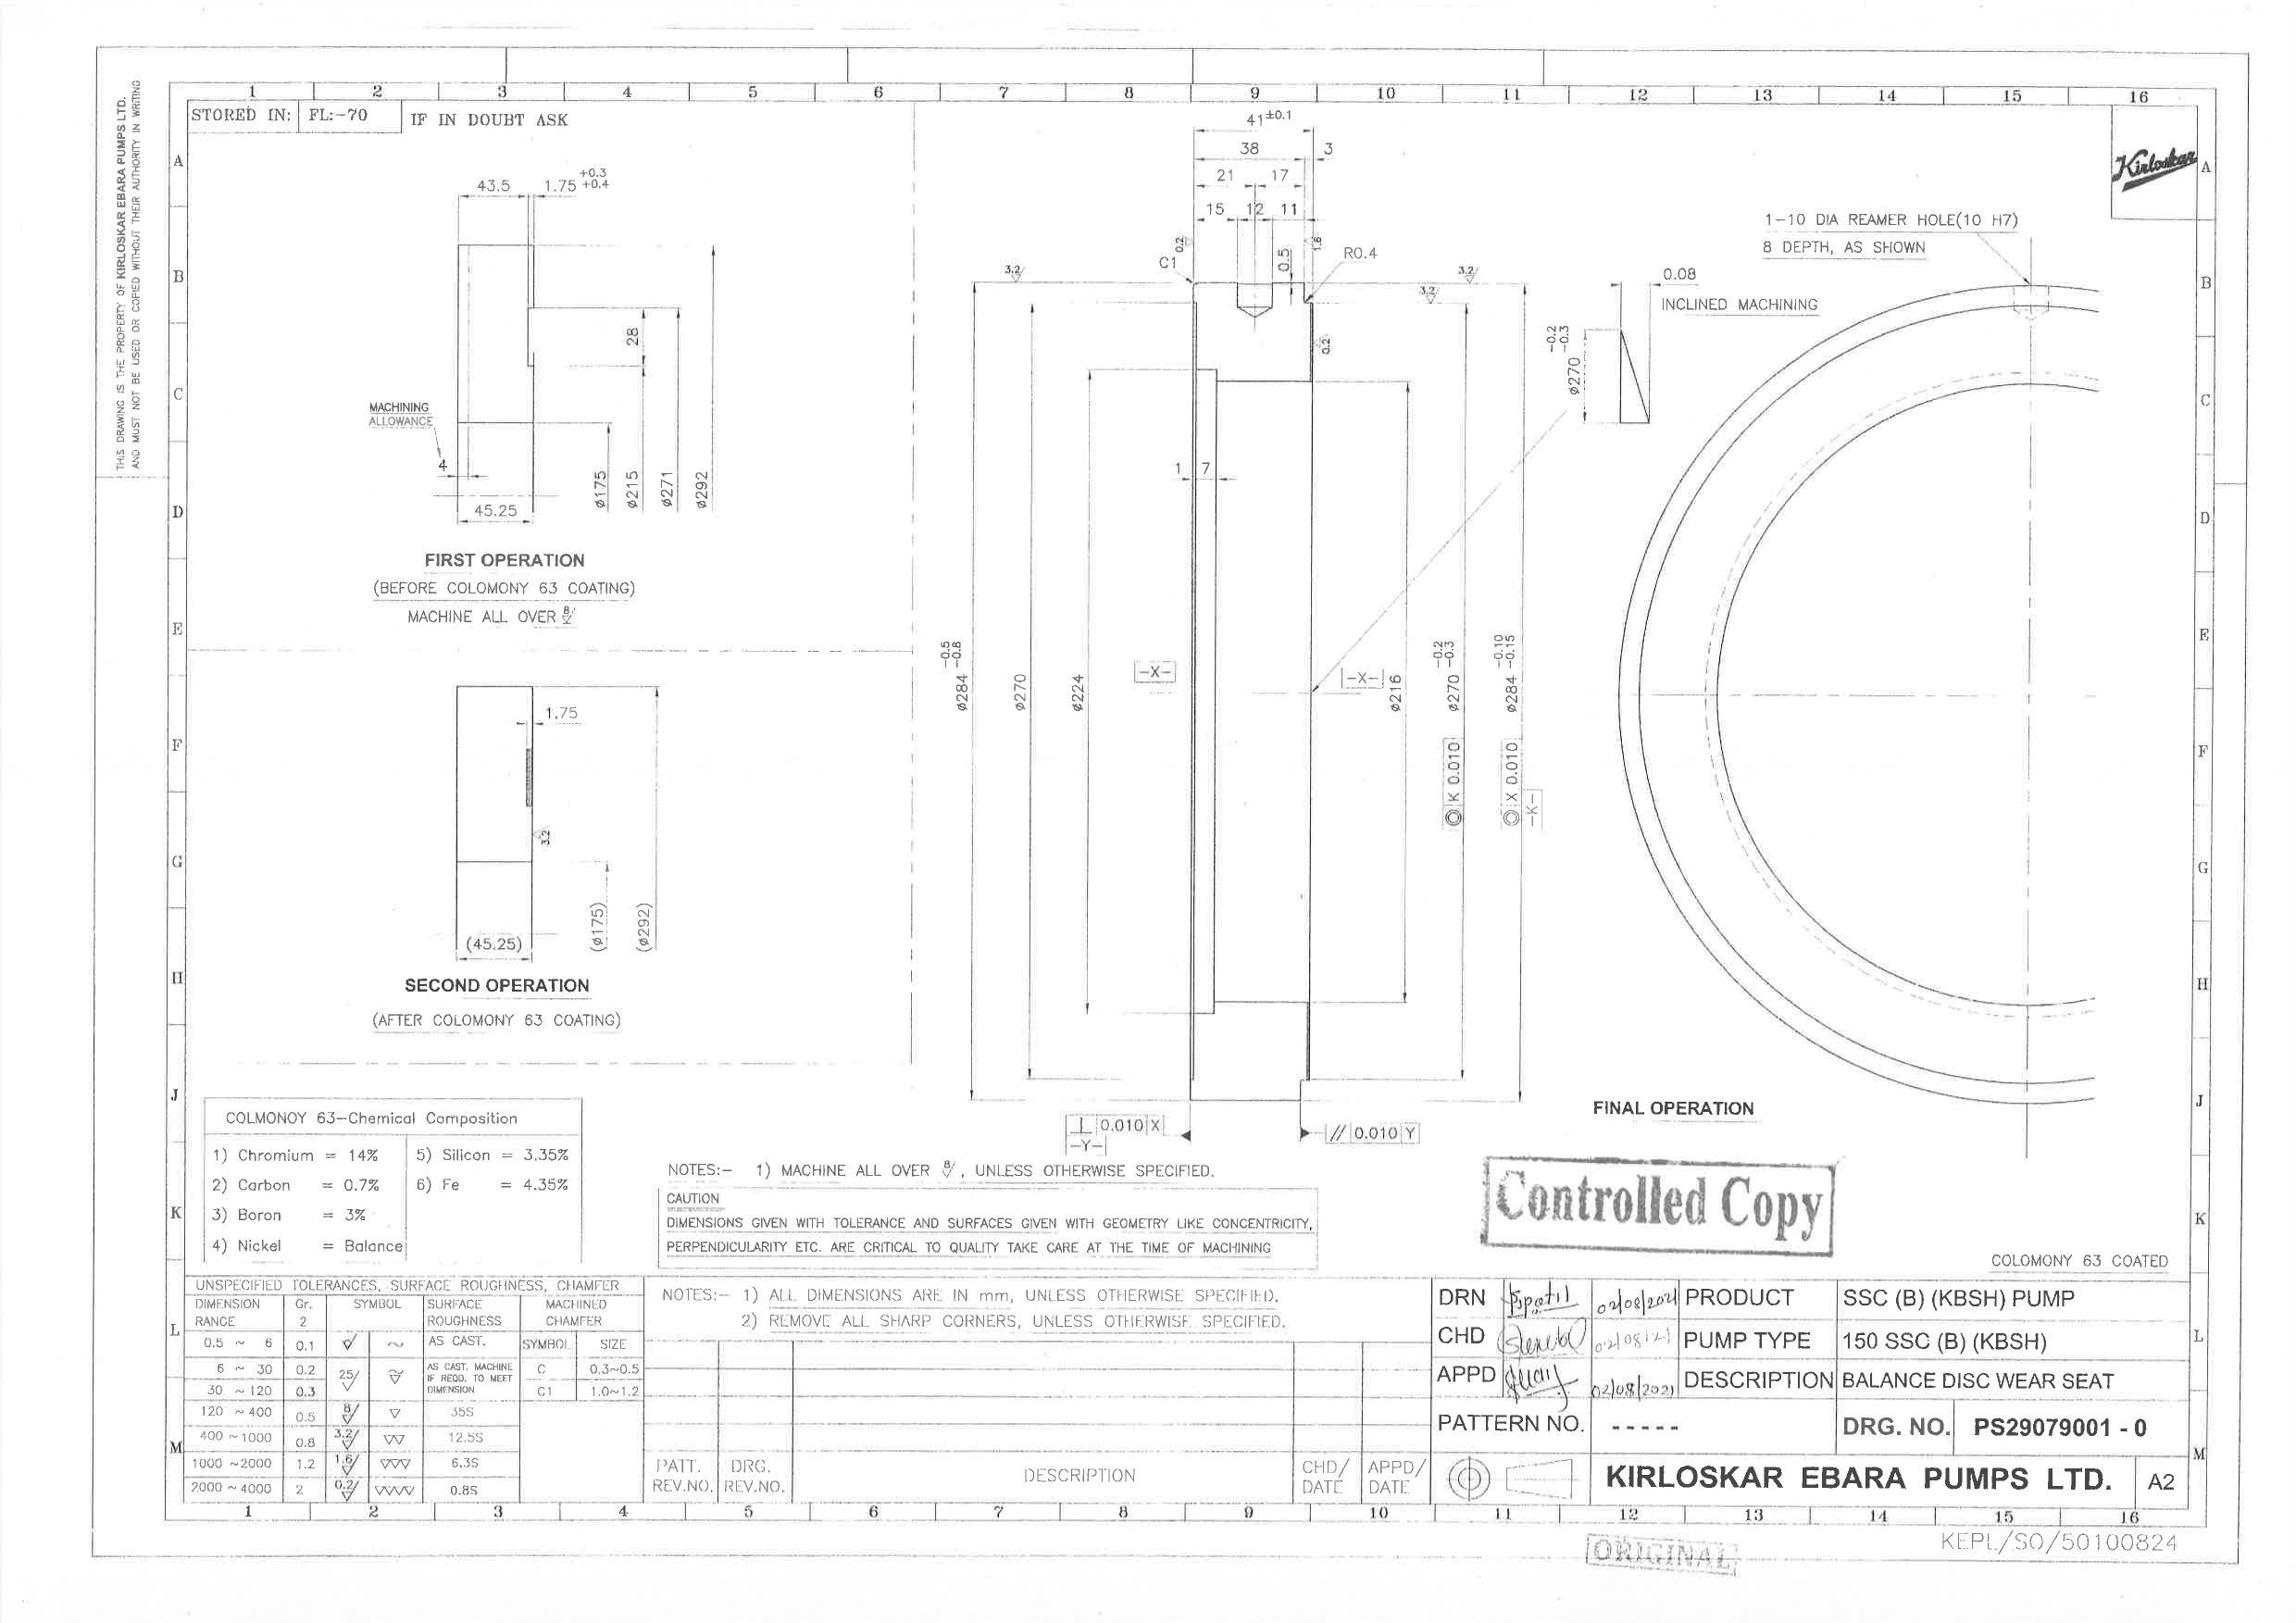 THIS DRAWING IS THE PROPERTY OF KIRLOSKAR EBARA PUMPS LTD.
AND MUST NOT BE USED OR COPIED WITHOUT THEIR AUTHORITY IN WRITING
1 2 3 4 5 6 7 8 9 10 11 12 13 14 15 16
A
B
C
D
E
F
G
H
J
K
L
M
STORED IN: FL:-70 IF IN DOUBT ASK
Kirloskar
43.5 1.75 +0.3 +0.4
28
MACHINING
ALLOWANCE
4
45.25
ø175
ø215
ø271
ø292
FIRST OPERATION
(BEFORE COLOMONY 63 COATING)
MACHINE ALL OVER 8/
1.75
3.2
(45.25)
(ø175)
(ø292)
SECOND OPERATION
(AFTER COLOMONY 63 COATING)
41±0.1
38 3
21 17
15 12 11
0.2
1.6
C1
0.5
R0.4
3.2/
3.2/
3.2/
0.2
1 7
ø284 -0.5 -0.8
ø270
ø224
-X-
-X-
ø216
ø270 -0.2 -0.3
ø284 -0.10 -0.15
◎ K 0.010
◎ X 0.010
-K-
⊥ 0.010 X
-Y-
// 0.010 Y
1-10 DIA REAMER HOLE(10 H7)
8 DEPTH, AS SHOWN
0.08
INCLINED MACHINING
ø270 -0.2 -0.3
FINAL OPERATION
COLMONOY 63-Chemical Composition
1) Chromium = 14% 5) Silicon = 3.35%
2) Carbon = 0.7% 6) Fe = 4.35%
3) Boron = 3%
4) Nickel = Balance
NOTES:- 1) MACHINE ALL OVER 8/ , UNLESS OTHERWISE SPECIFIED.
CAUTION
DIMENSIONS GIVEN WITH TOLERANCE AND SURFACES GIVEN WITH GEOMETRY LIKE CONCENTRICITY,
PERPENDICULARITY ETC. ARE CRITICAL TO QUALITY TAKE CARE AT THE TIME OF MACHINING
Controlled Copy
COLOMONY 63 COATED
UNSPECIFIED TOLERANCES, SURFACE ROUGHNESS, CHAMFER
DIMENSION RANGE Gr. 2 SYMBOL SURFACE ROUGHNESS MACHINED CHAMFER
0.5 ~ 6 0.1 ~ AS CAST. SYMBOL SIZE
6 ~ 30 0.2 25/ AS CAST. MACHINE IF REQD. TO MEET DIMENSION C 0.3~0.5
30 ~ 120 0.3 C1 1.0~1.2
120 ~ 400 0.5 8/ ▽ 35S
400 ~ 1000 0.8 3.2/ ▽▽ 12.5S
1000 ~2000 1.2 1.6/ ▽▽▽ 6.3S
2000 ~ 4000 2 0.2/ ▽▽▽▽ 0.8S
NOTES:- 1) ALL DIMENSIONS ARE IN mm, UNLESS OTHERWISE SPECIFIED.
2) REMOVE ALL SHARP CORNERS, UNLESS OTHERWISE SPECIFIED.
PATT. REV.NO. DRG. REV.NO. DESCRIPTION CHD/ DATE APPD/ DATE
DRN 02/08/2021 PRODUCT SSC (B) (KBSH) PUMP
CHD 02/08/21 PUMP TYPE 150 SSC (B) (KBSH)
APPD 02/08/2021 DESCRIPTION BALANCE DISC WEAR SEAT
PATTERN NO. ----- DRG. NO. PS29079001 - 0
KIRLOSKAR EBARA PUMPS LTD. A2
1 2 3 4 5 6 7 8 9 10 11 12 13 14 15 16
ORIGINAL
KEPL/SO/50100824